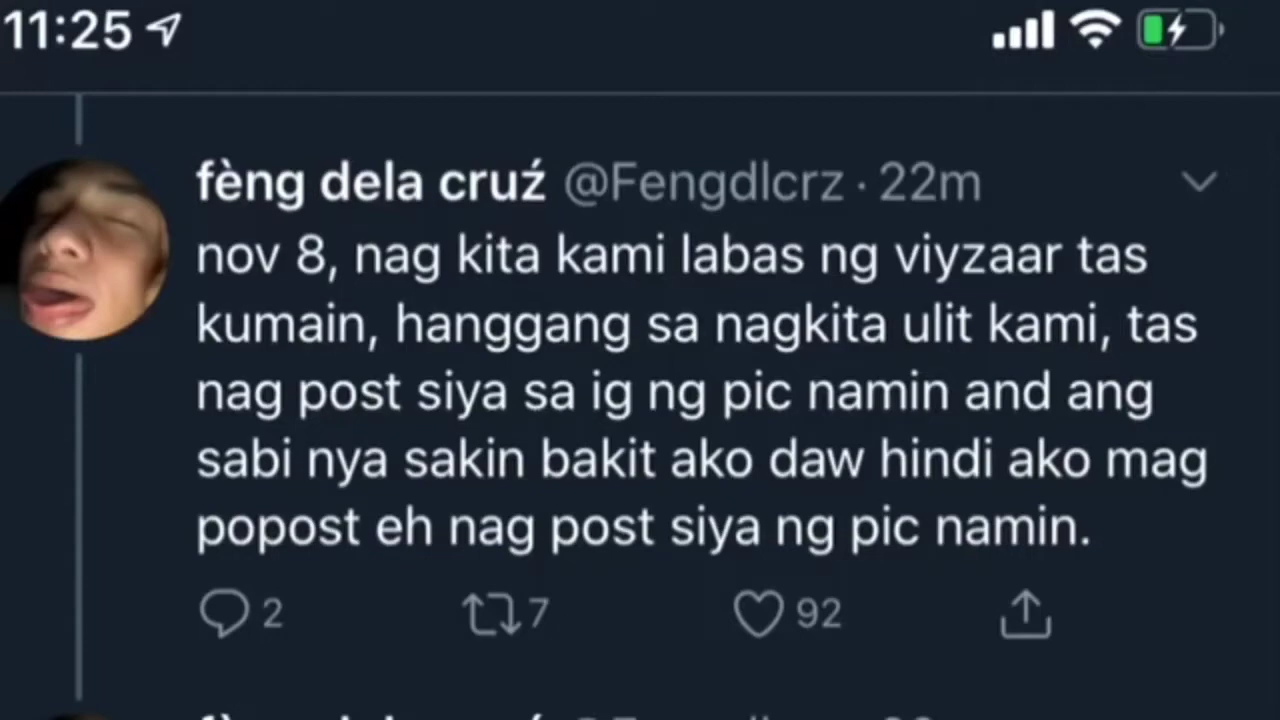 11:25
fèng dela cruź @Fengdlcrz · 22m
nov 8, nag kita kami labas ng viyzaar tas
kumain, hanggang sa nagkita ulit kami, tas
nag post siya sa ig ng pic namin and ang
sabi nya sakin bakit ako daw hindi ako mag
popost eh nag post siya ng pic namin.
2 7 92